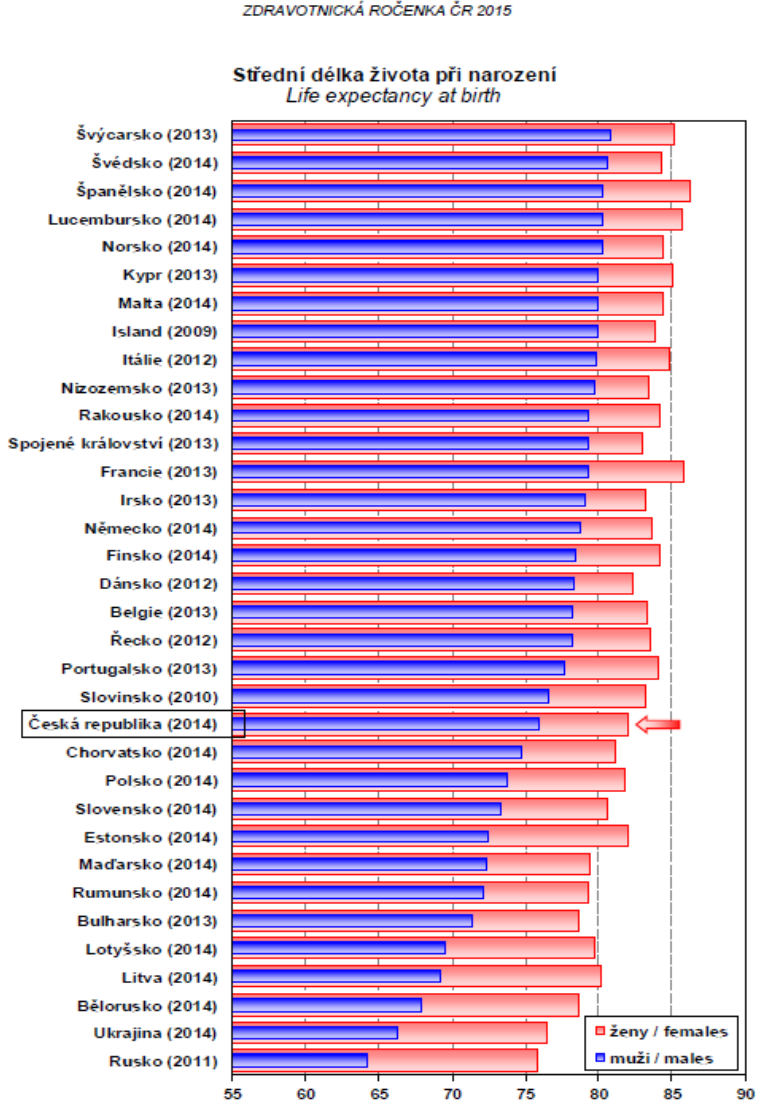 ZDRAVOTNICKÁ ROČENKA ČR 2015
Střední délka života při narození
Life expectancy at birth
Švýcarsko (2013)
Švédsko (2014)
Španělsko (2014)
Lucembursko (2014)
Norsko (2014)
Kypr (2013)
Malta (2014)
Island (2009)
Itálie (2012)
Nizozemsko (2013)
Rakousko (2014)
Spojené království (2013)
Francie (2013)
Irsko (2013)
Německo (2014)
Finsko (2014)
Dánsko (2012)
Belgie (2013)
Řecko (2012)
Portugalsko (2013)
Slovinsko (2010)
Česká republika (2014)
Chorvatsko (2014)
Polsko (2014)
Slovensko (2014)
Estonsko (2014)
Maďarsko (2014)
Rumunsko (2014)
Bulharsko (2013)
Lotyšsko (2014)
Litva (2014)
Bělorusko (2014)
Ukrajina (2014)
Rusko (2011)
ženy / females
muži / males
55 60 65 70 75 80 85 90